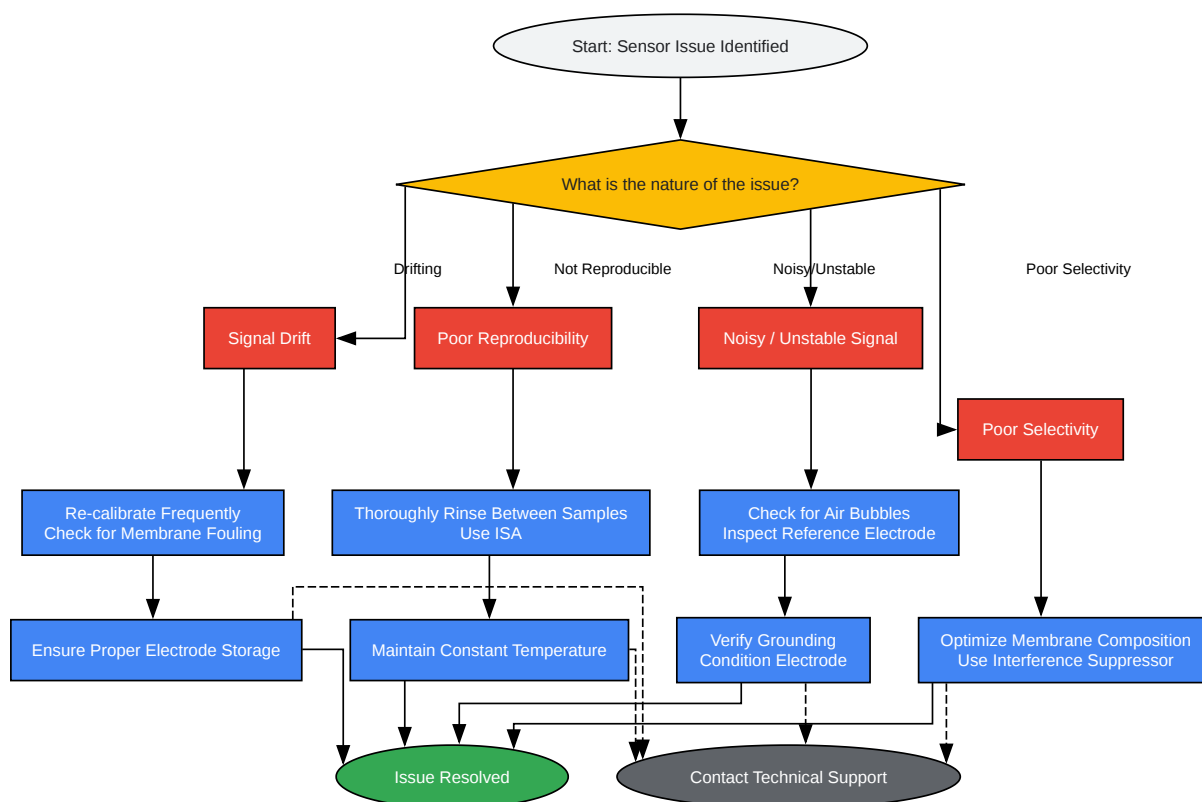 Start: Sensor Issue Identified
What is the nature of the issue?
Drifting
Not Reproducible
Noisy/Unstable
Poor Selectivity
Signal Drift
Poor Reproducibility
Noisy / Unstable Signal
Poor Selectivity
Re-calibrate Frequently
Check for Membrane Fouling
Thoroughly Rinse Between Samples
Use ISA
Check for Air Bubbles
Inspect Reference Electrode
Ensure Proper Electrode Storage
Maintain Constant Temperature
Verify Grounding
Condition Electrode
Optimize Membrane Composition
Use Interference Suppressor
Issue Resolved
Contact Technical Support